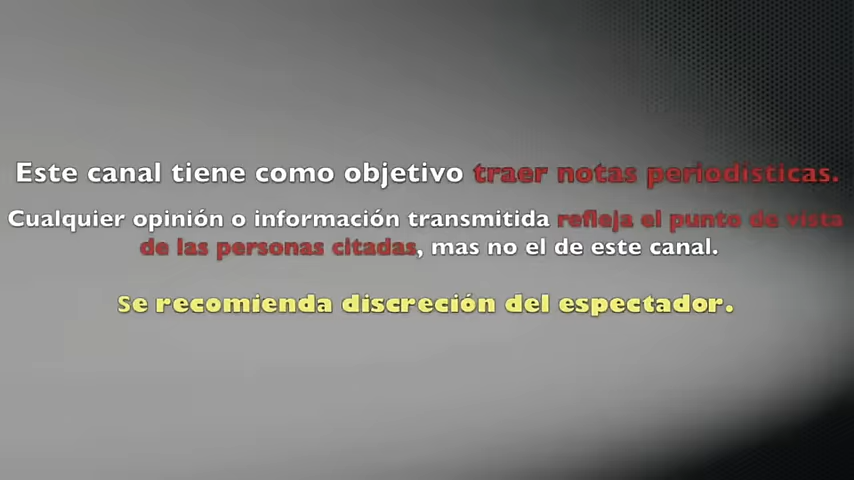 Este canal tiene como objetivo traer notas periodísticas.
Cualquier opinión o información transmitida refleja el punto de vista
de las personas citadas, mas no el de este canal.
Se recomienda discreción del espectador.